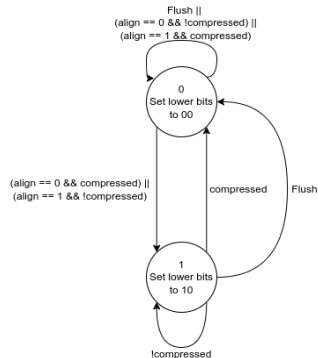 Flush ||
(align == 0 && !compressed) ||
(align == 1 && compressed)
0
Set lower bits
to 00
(align == 0 && compressed) ||
(align == 1 && !compressed)
compressed
Flush
1
Set lower bits
to 10
!compressed